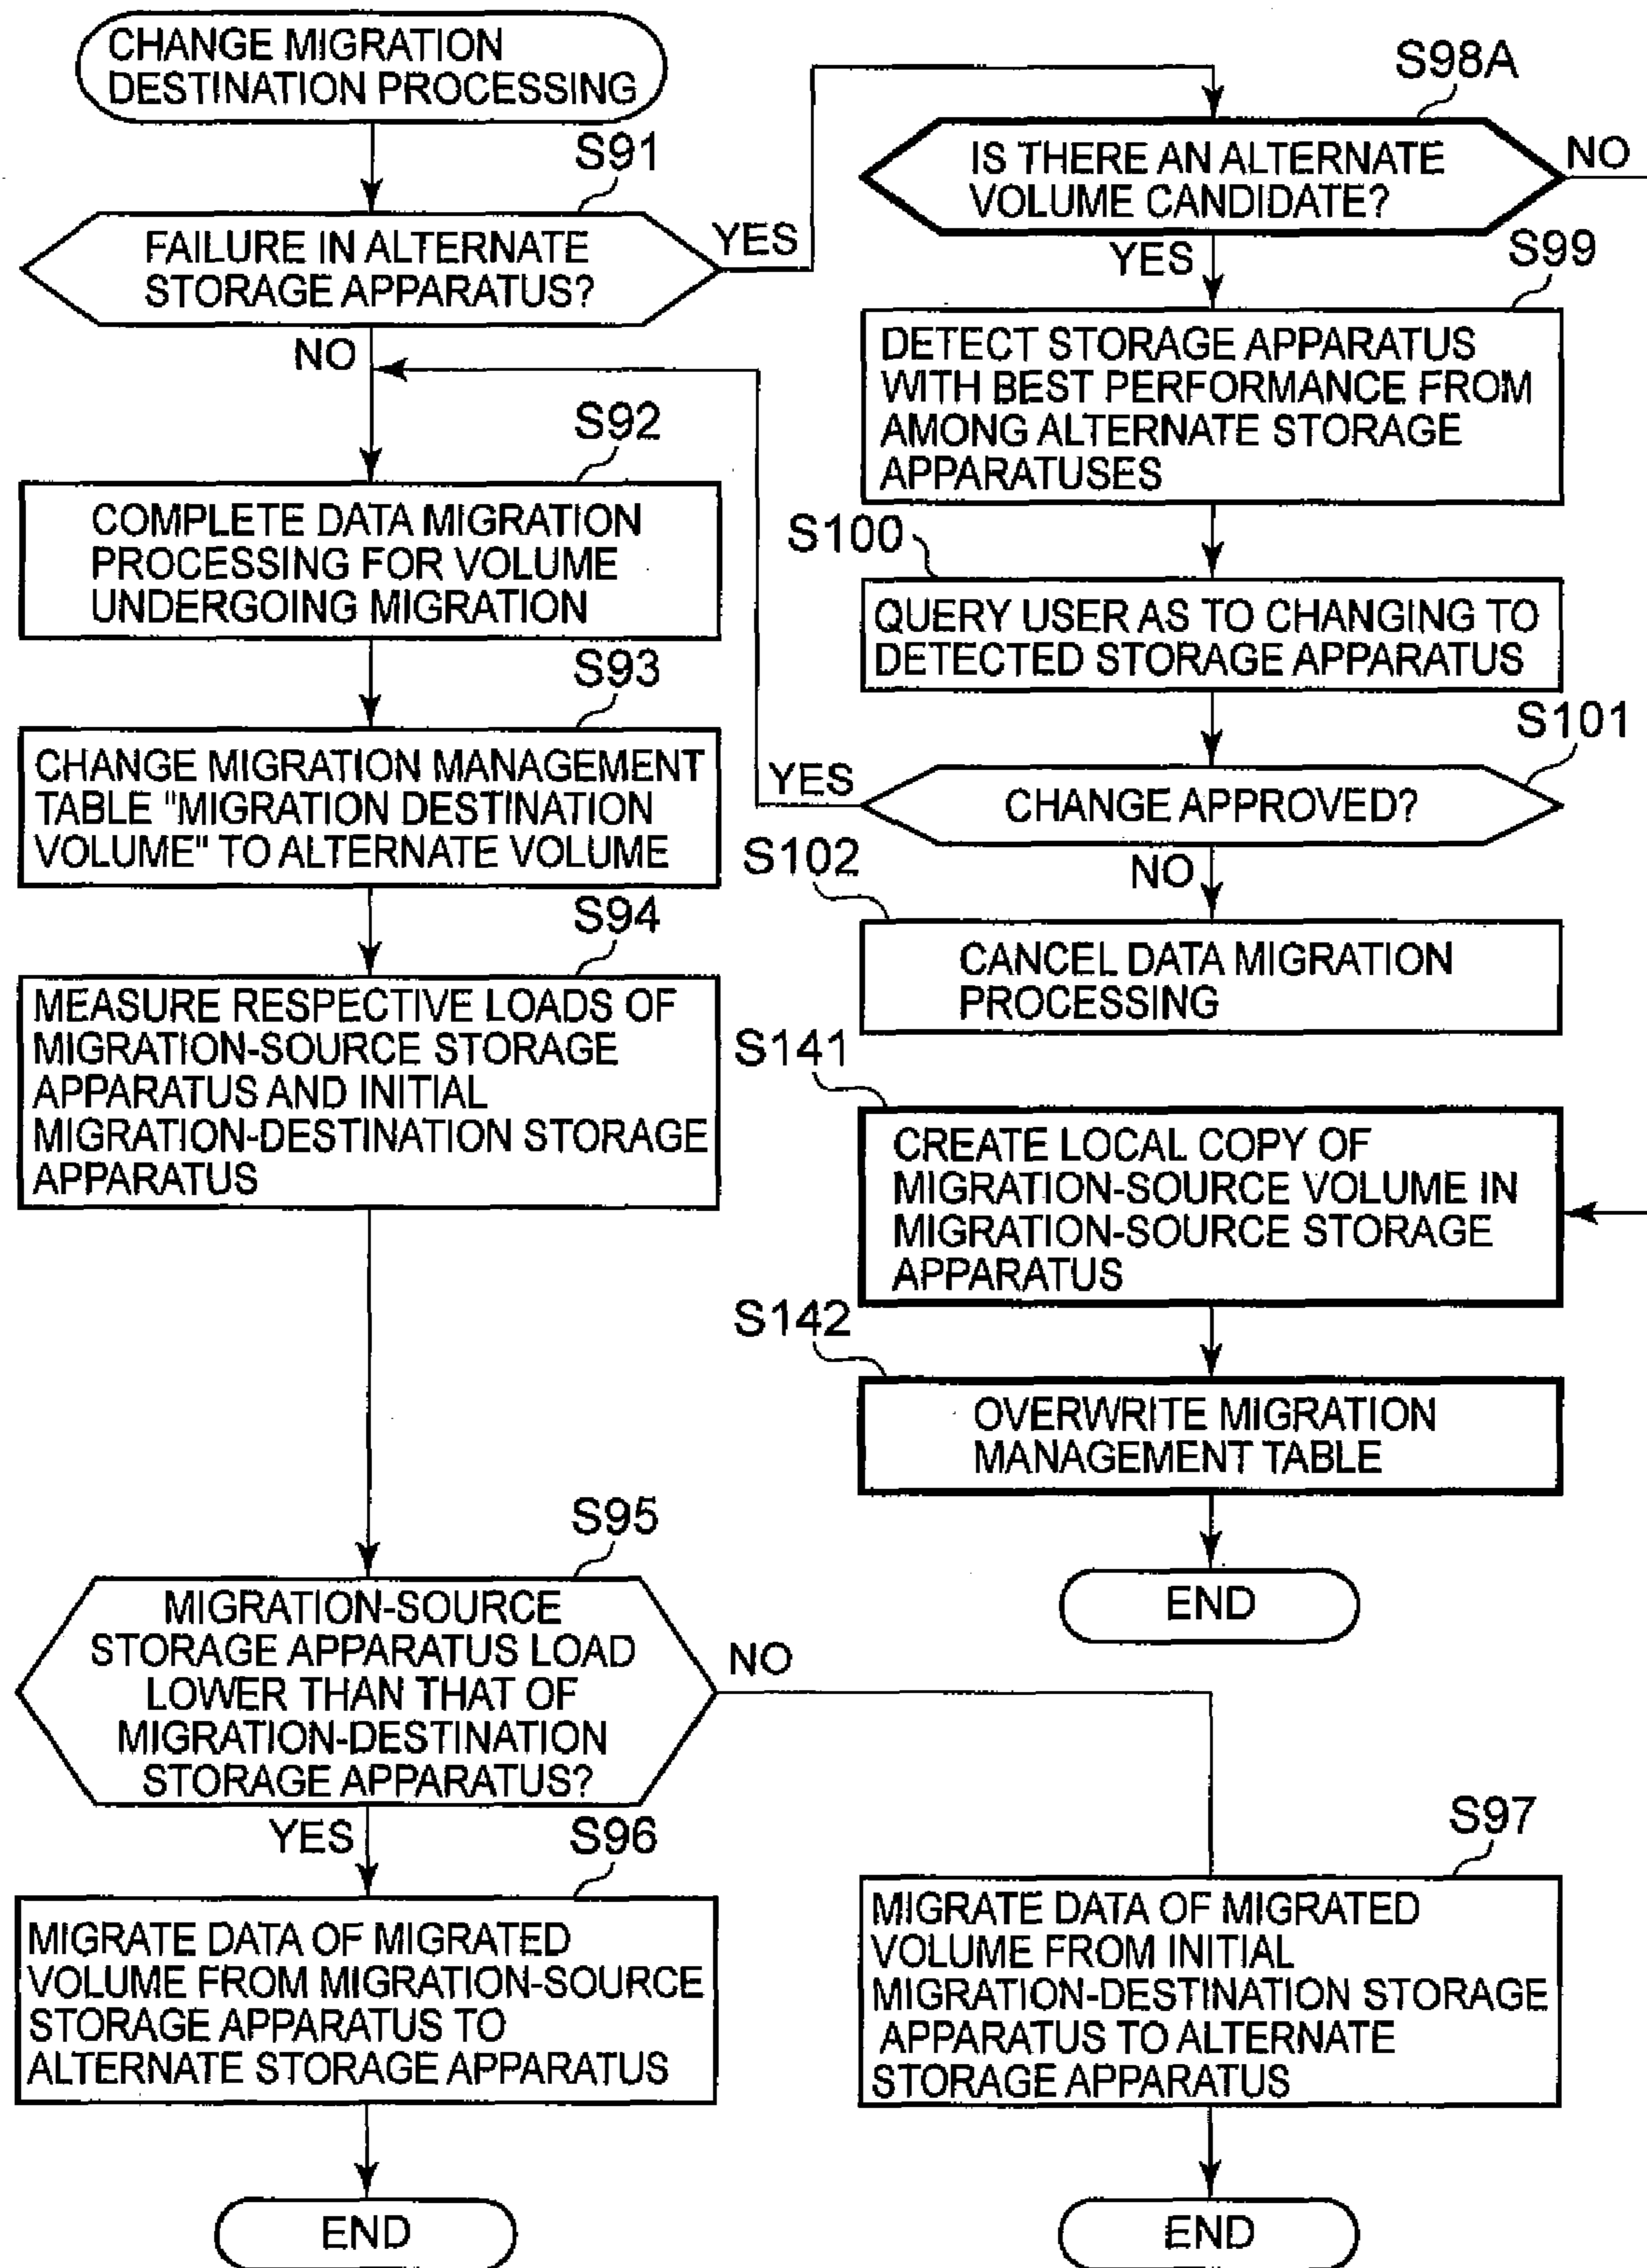 CHANGE MIGRATION
DESTINATION PROCESSING
S91
FAILURE IN ALTERNATE
STORAGE APPARATUS?
YES
NO
S92
COMPLETE DATA MIGRATION
PROCESSING FOR VOLUME
UNDERGOING MIGRATION
S93
CHANGE MIGRATION MANAGEMENT
TABLE "MIGRATION DESTINATION
VOLUME" TO ALTERNATE VOLUME
S94
MEASURE RESPECTIVE LOADS OF
MIGRATION-SOURCE STORAGE
APPARATUS AND INITIAL
MIGRATION-DESTINATION STORAGE
APPARATUS
S95
MIGRATION-SOURCE
STORAGE APPARATUS LOAD
LOWER THAN THAT OF
MIGRATION-DESTINATION
STORAGE APPARATUS?
NO
YES
S96
MIGRATE DATA OF MIGRATED
VOLUME FROM MIGRATION-SOURCE
STORAGE APPARATUS TO
ALTERNATE STORAGE APPARATUS
END
S98A
IS THERE AN ALTERNATE
VOLUME CANDIDATE?
NO
YES
S99
DETECT STORAGE APPARATUS
WITH BEST PERFORMANCE FROM
AMONG ALTERNATE STORAGE
APPARATUSES
S100
QUERY USER AS TO CHANGING TO
DETECTED STORAGE APPARATUS
S101
CHANGE APPROVED?
YES
NO
S102
CANCEL DATA MIGRATION
PROCESSING
S141
CREATE LOCAL COPY OF
MIGRATION-SOURCE VOLUME IN
MIGRATION-SOURCE STORAGE
APPARATUS
S142
OVERWRITE MIGRATION
MANAGEMENT TABLE
END
S97
MIGRATE DATA OF MIGRATED
VOLUME FROM INITIAL
MIGRATION-DESTINATION STORAGE
APPARATUS TO ALTERNATE
STORAGE APPARATUS
END